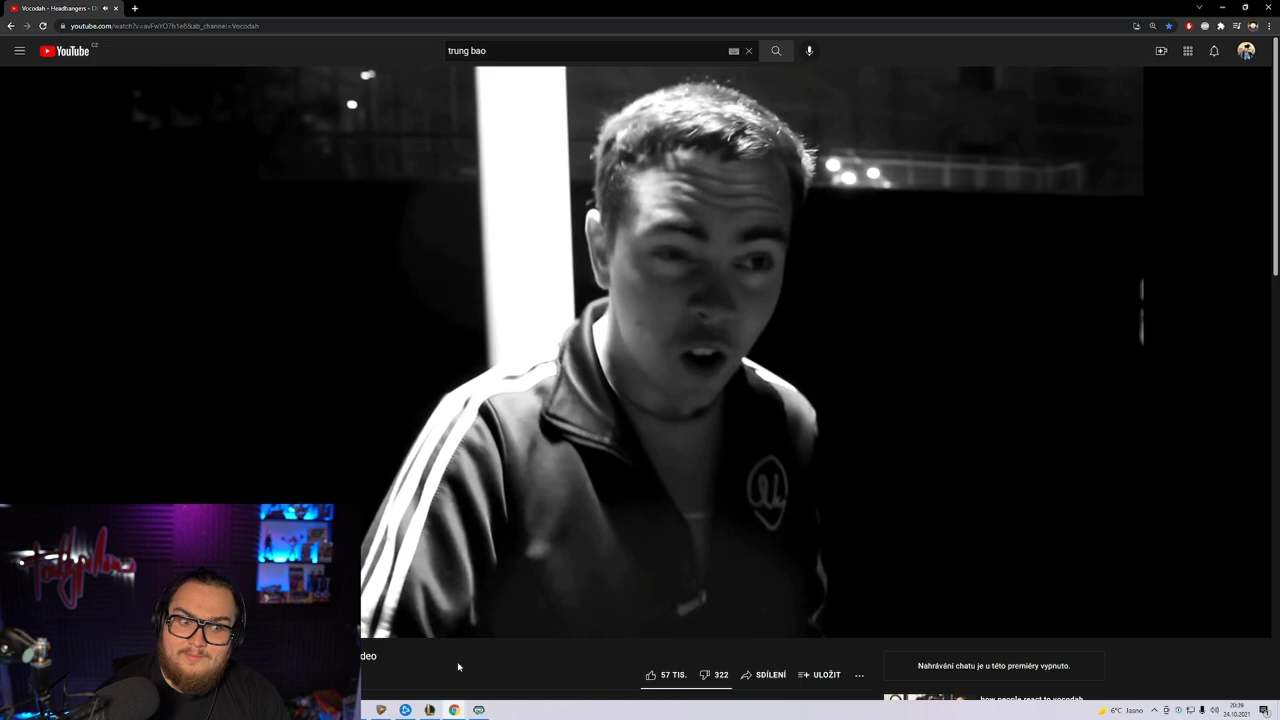 Vocodah - Headbangers - O
youtube.com/watch?v=avFwYO7h1e8&ab_channel=Vocodah
YouTube CZ
trung bao
deo
57 TIS.
322
SDÍLENÍ
ULOŽIT
Nahrávání chatu je u této premiéry vypnuto.
how people react to vocodah
6°C Jasno
20:39
24.10.2021